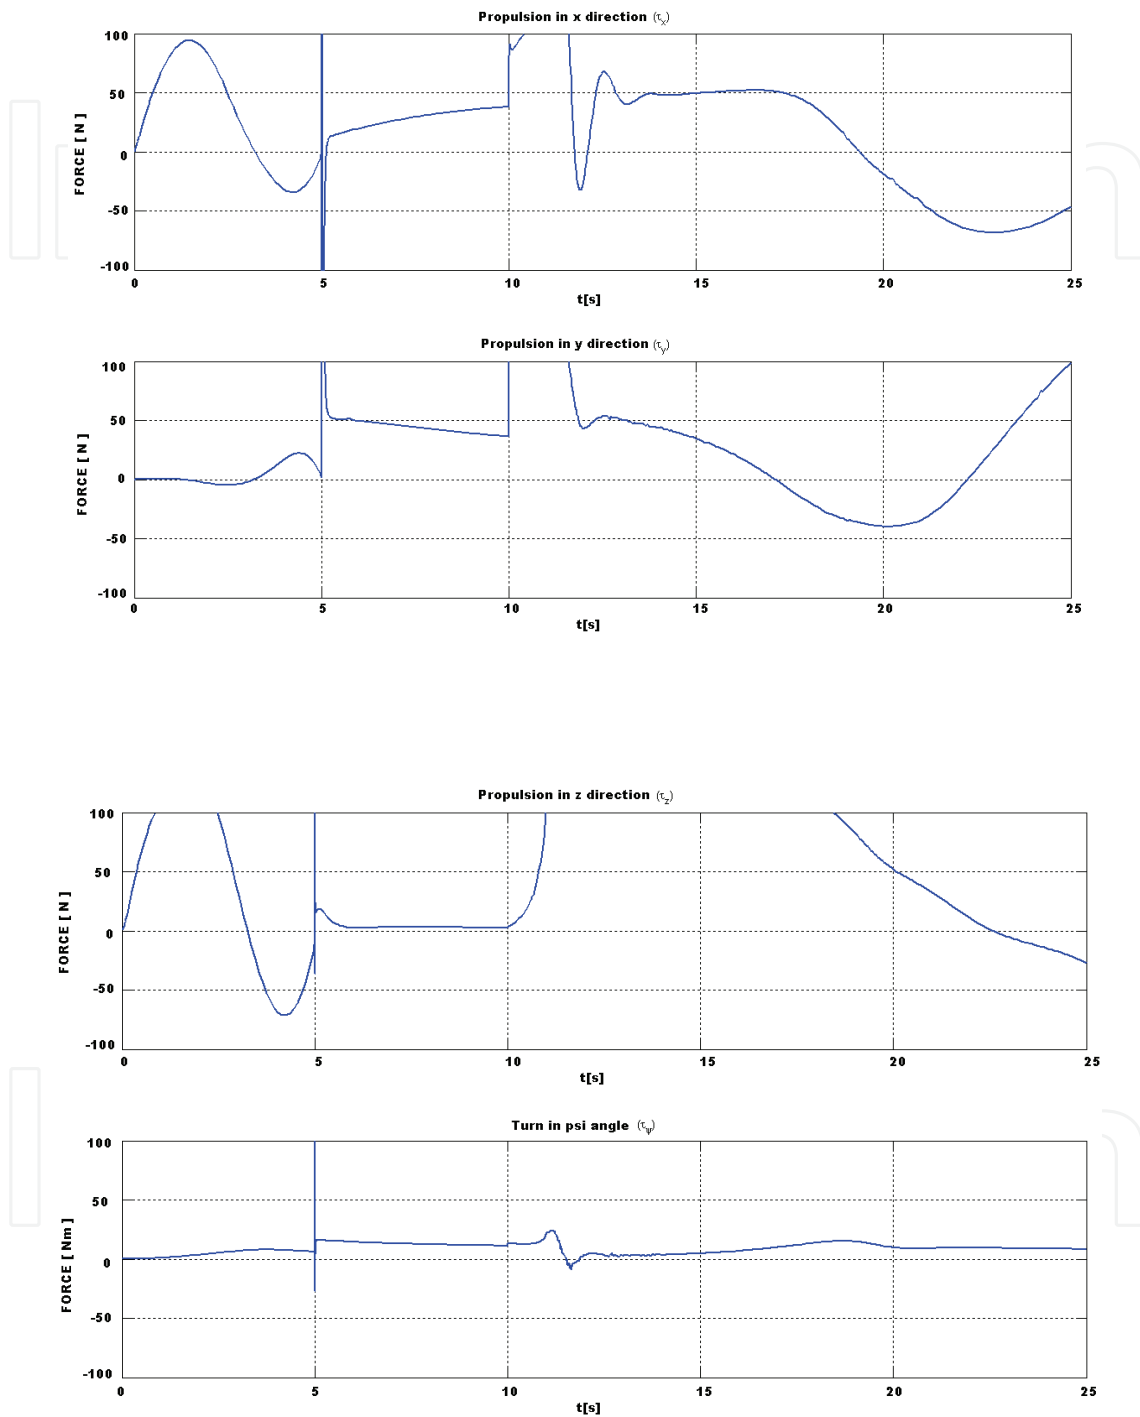 Propulsion in x direction (τx)
100
50
0
-50
-100
FORCE [ N ]
0 5 10 15 20 25
t[s]
Propulsion in y direction (τy)
100
50
0
-50
-100
FORCE [ N ]
0 5 10 15 20 25
t[s]
Propulsion in z direction (τz)
100
50
0
-50
-100
FORCE [ N ]
0 5 10 15 20 25
t[s]
Turn in psi angle (τψ)
100
50
0
-50
-100
FORCE [ Nm ]
0 5 10 15 20 25
t[s]